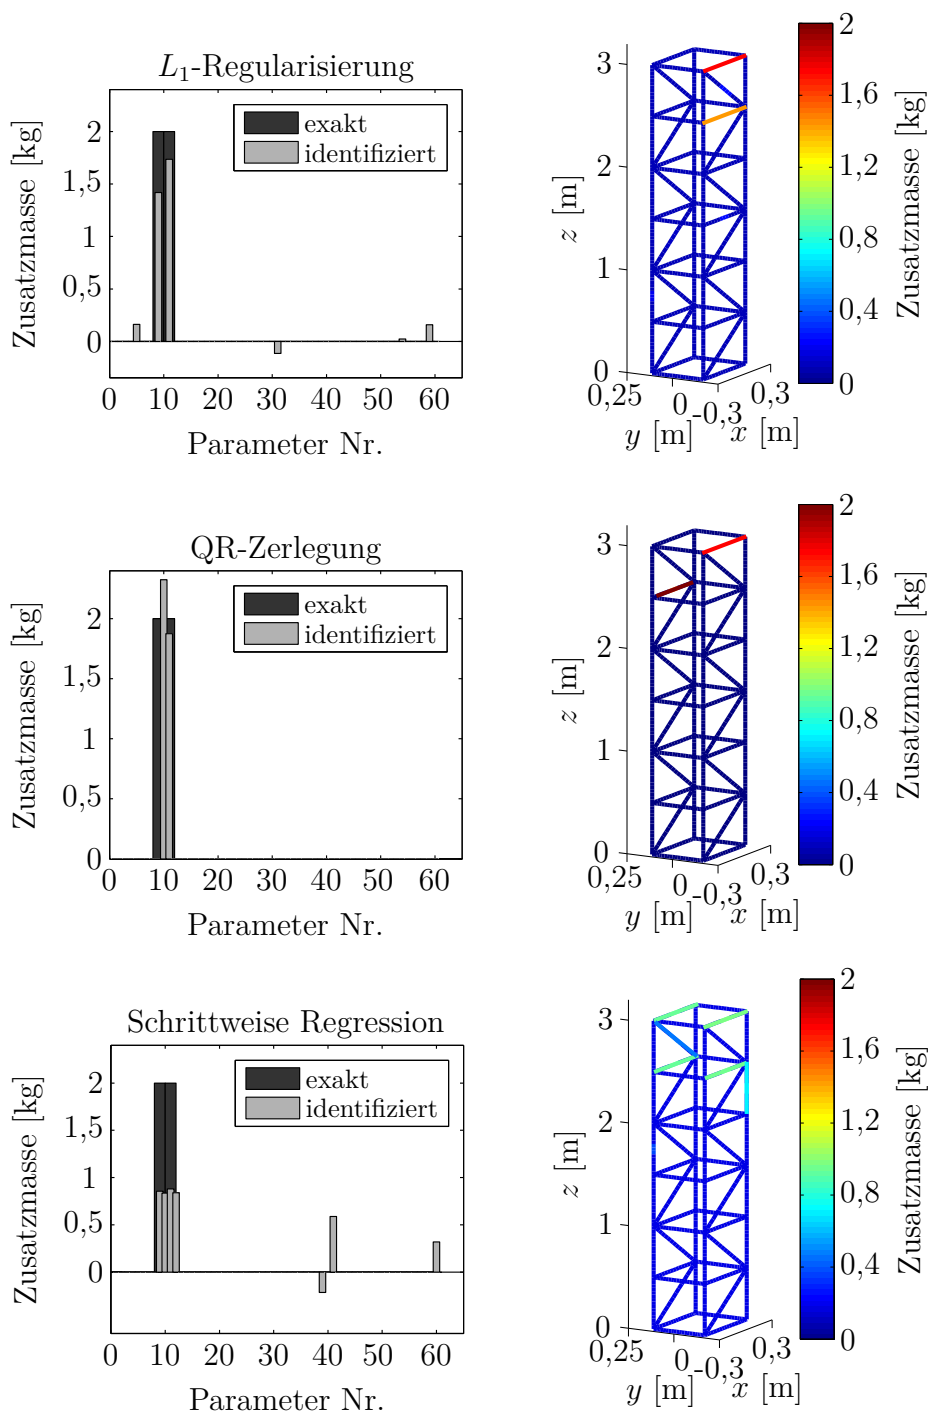 L₁-Regularisierung
exakt
identifiziert
2
1,5
1
0,5
0
Zusatzmasse [kg]
0 10 20 30 40 50 60
Parameter Nr.
3
2
1
0
z [m]
0,25 0 -0,3 0,3
y [m] x [m]
2
1,6
1,2
0,8
0,4
0
Zusatzmasse [kg]
QR-Zerlegung
exakt
identifiziert
2
1,5
1
0,5
0
Zusatzmasse [kg]
0 10 20 30 40 50 60
Parameter Nr.
3
2
1
0
z [m]
0,25 0 -0,3 0,3
y [m] x [m]
2
1,6
1,2
0,8
0,4
0
Zusatzmasse [kg]
Schrittweise Regression
exakt
identifiziert
2
1,5
1
0,5
0
Zusatzmasse [kg]
0 10 20 30 40 50 60
Parameter Nr.
3
2
1
0
z [m]
0,25 0 -0,3 0,3
y [m] x [m]
2
1,6
1,2
0,8
0,4
0
Zusatzmasse [kg]